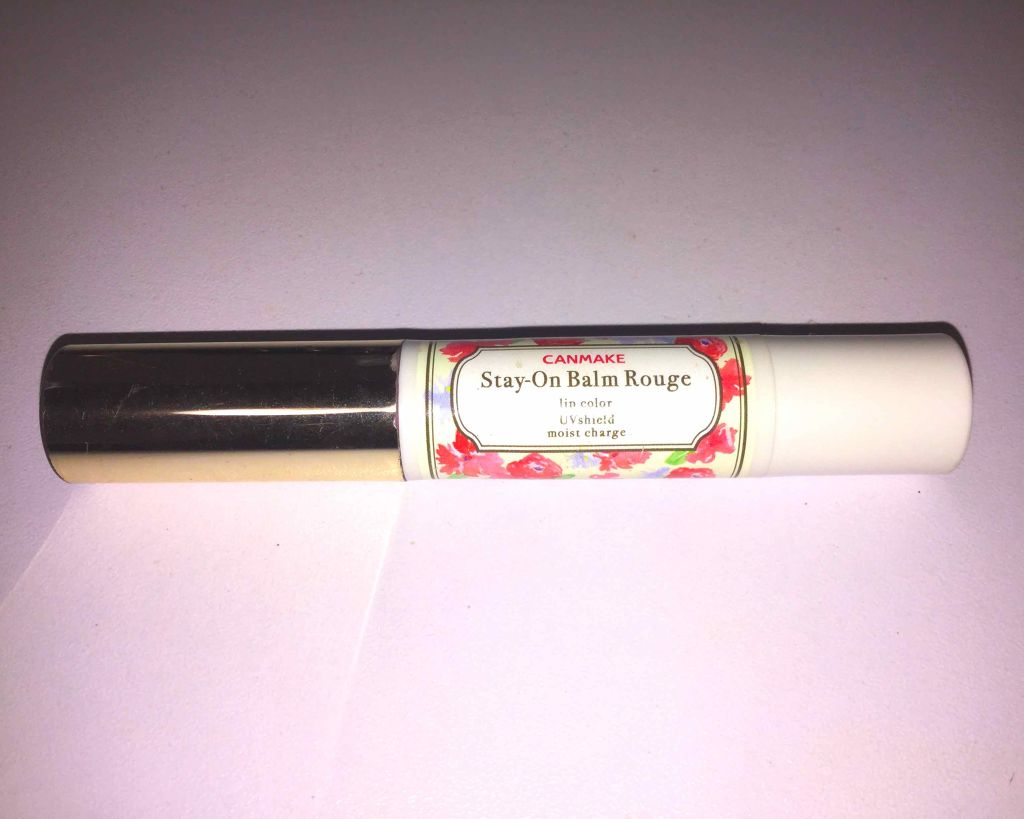 CANMAKE
Stay-On Balm Rouge
lip color
UVshield
moist charge